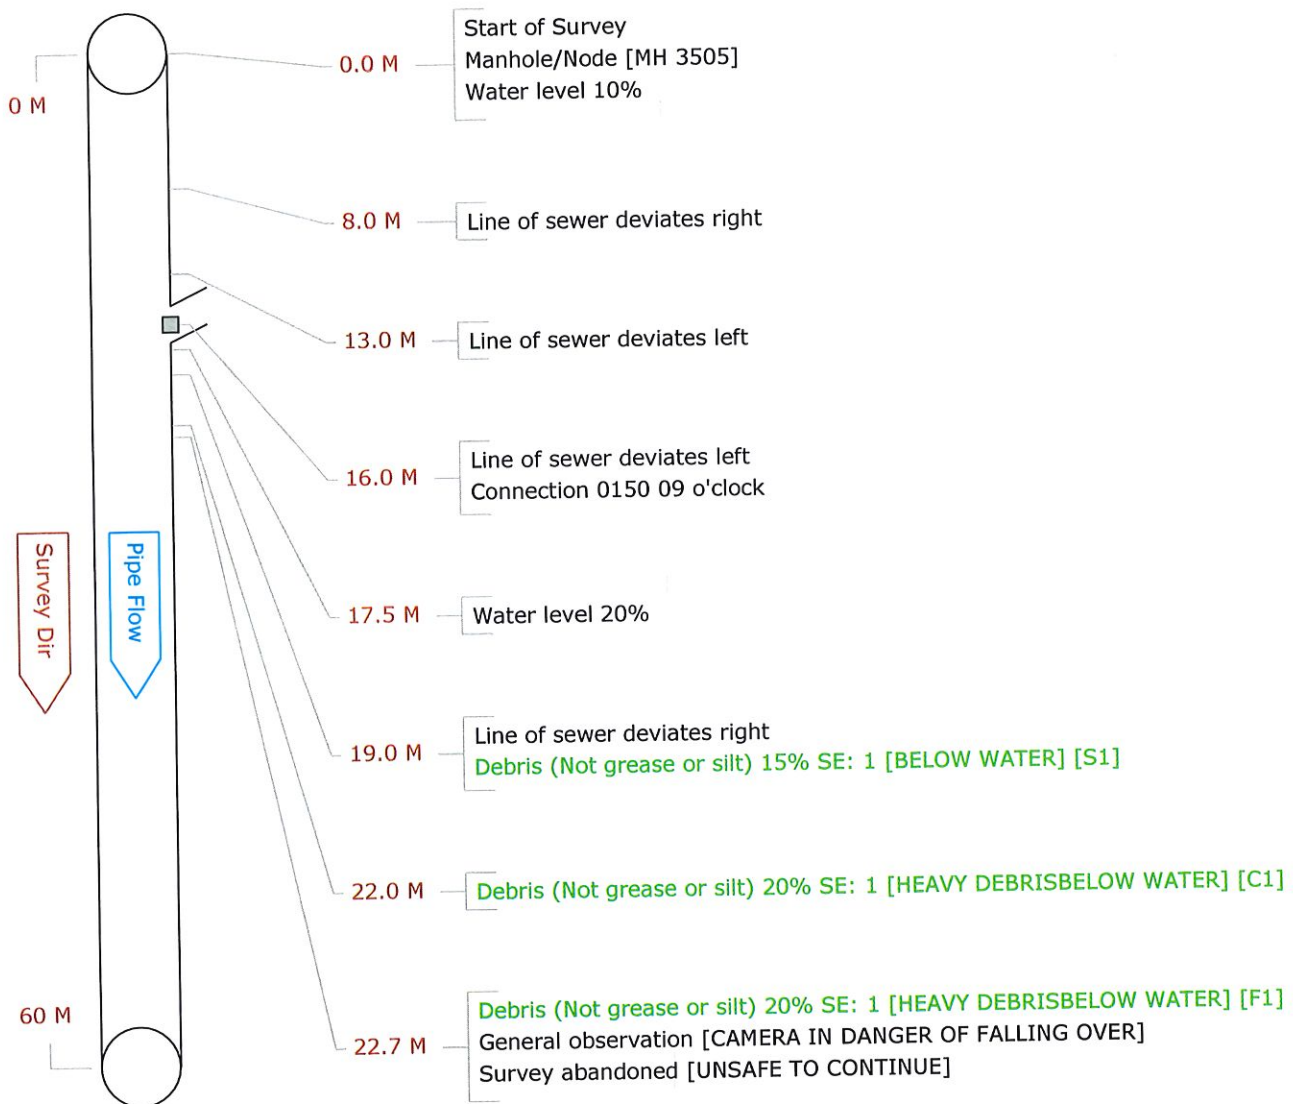 0 M
0.0 M
Start of Survey
Manhole/Node [MH 3505]
Water level 10%
8.0 M
Line of sewer deviates right
13.0 M
Line of sewer deviates left
16.0 M
Line of sewer deviates left
Connection 0150 09 o'clock
Survey Dir
Pipe Flow
17.5 M
Water level 20%
19.0 M
Line of sewer deviates right
Debris (Not grease or silt) 15% SE: 1 [BELOW WATER] [S1]
22.0 M
Debris (Not grease or silt) 20% SE: 1 [HEAVY DEBRISBELOW WATER] [C1]
60 M
22.7 M
Debris (Not grease or silt) 20% SE: 1 [HEAVY DEBRISBELOW WATER] [F1]
General observation [CAMERA IN DANGER OF FALLING OVER]
Survey abandoned [UNSAFE TO CONTINUE]